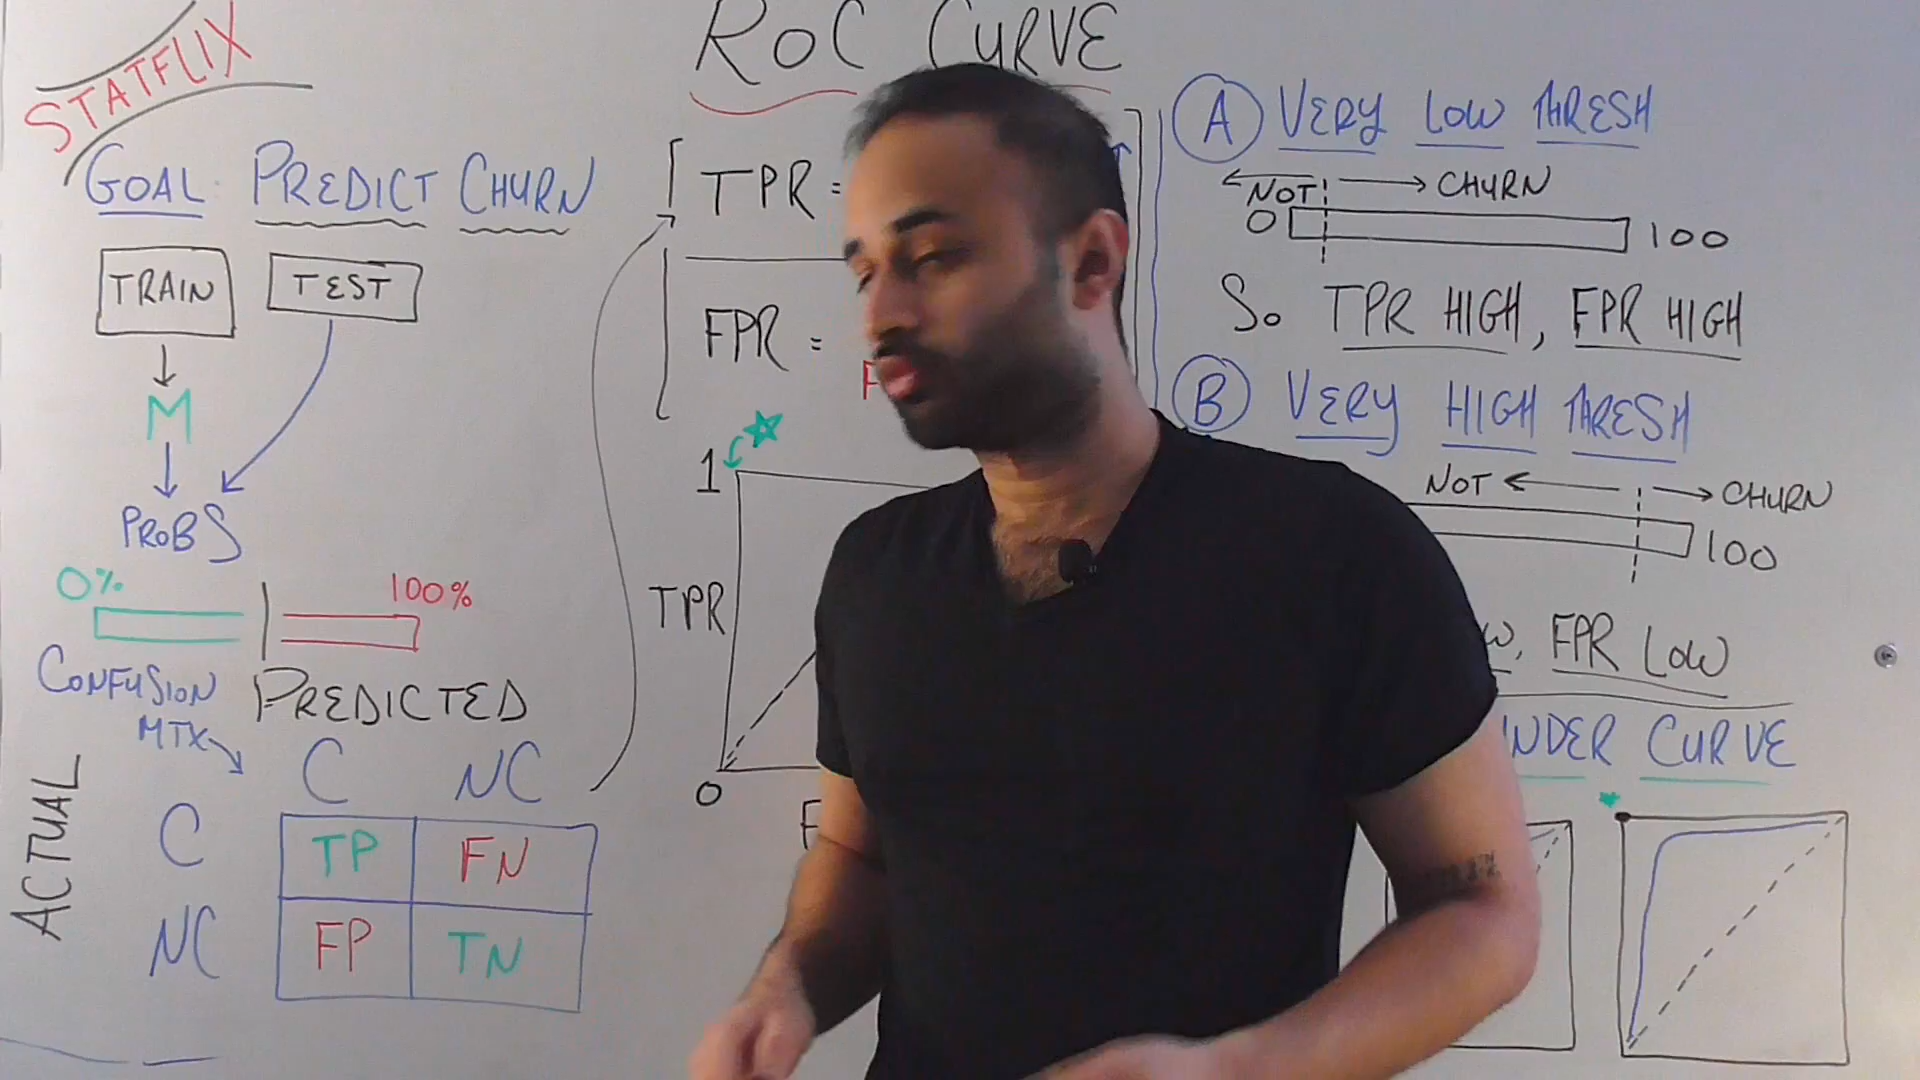 STATFLIX
ROC CURVE
GOAL: PREDICT CHURN
TRAIN
TEST
M
PROBS
0%
100%
CONFUSION
MTX
PREDICTED
ACTUAL
C NC
C
TP FN
NC
FP TN
TPR =
FPR =
F
1
TPR
0
F
A VERY LOW THRESH
NOT CHURN
0 100
SO TPR HIGH, FPR HIGH
B VERY HIGH THRESH
NOT CHURN
100
FPR LOW
CURVE